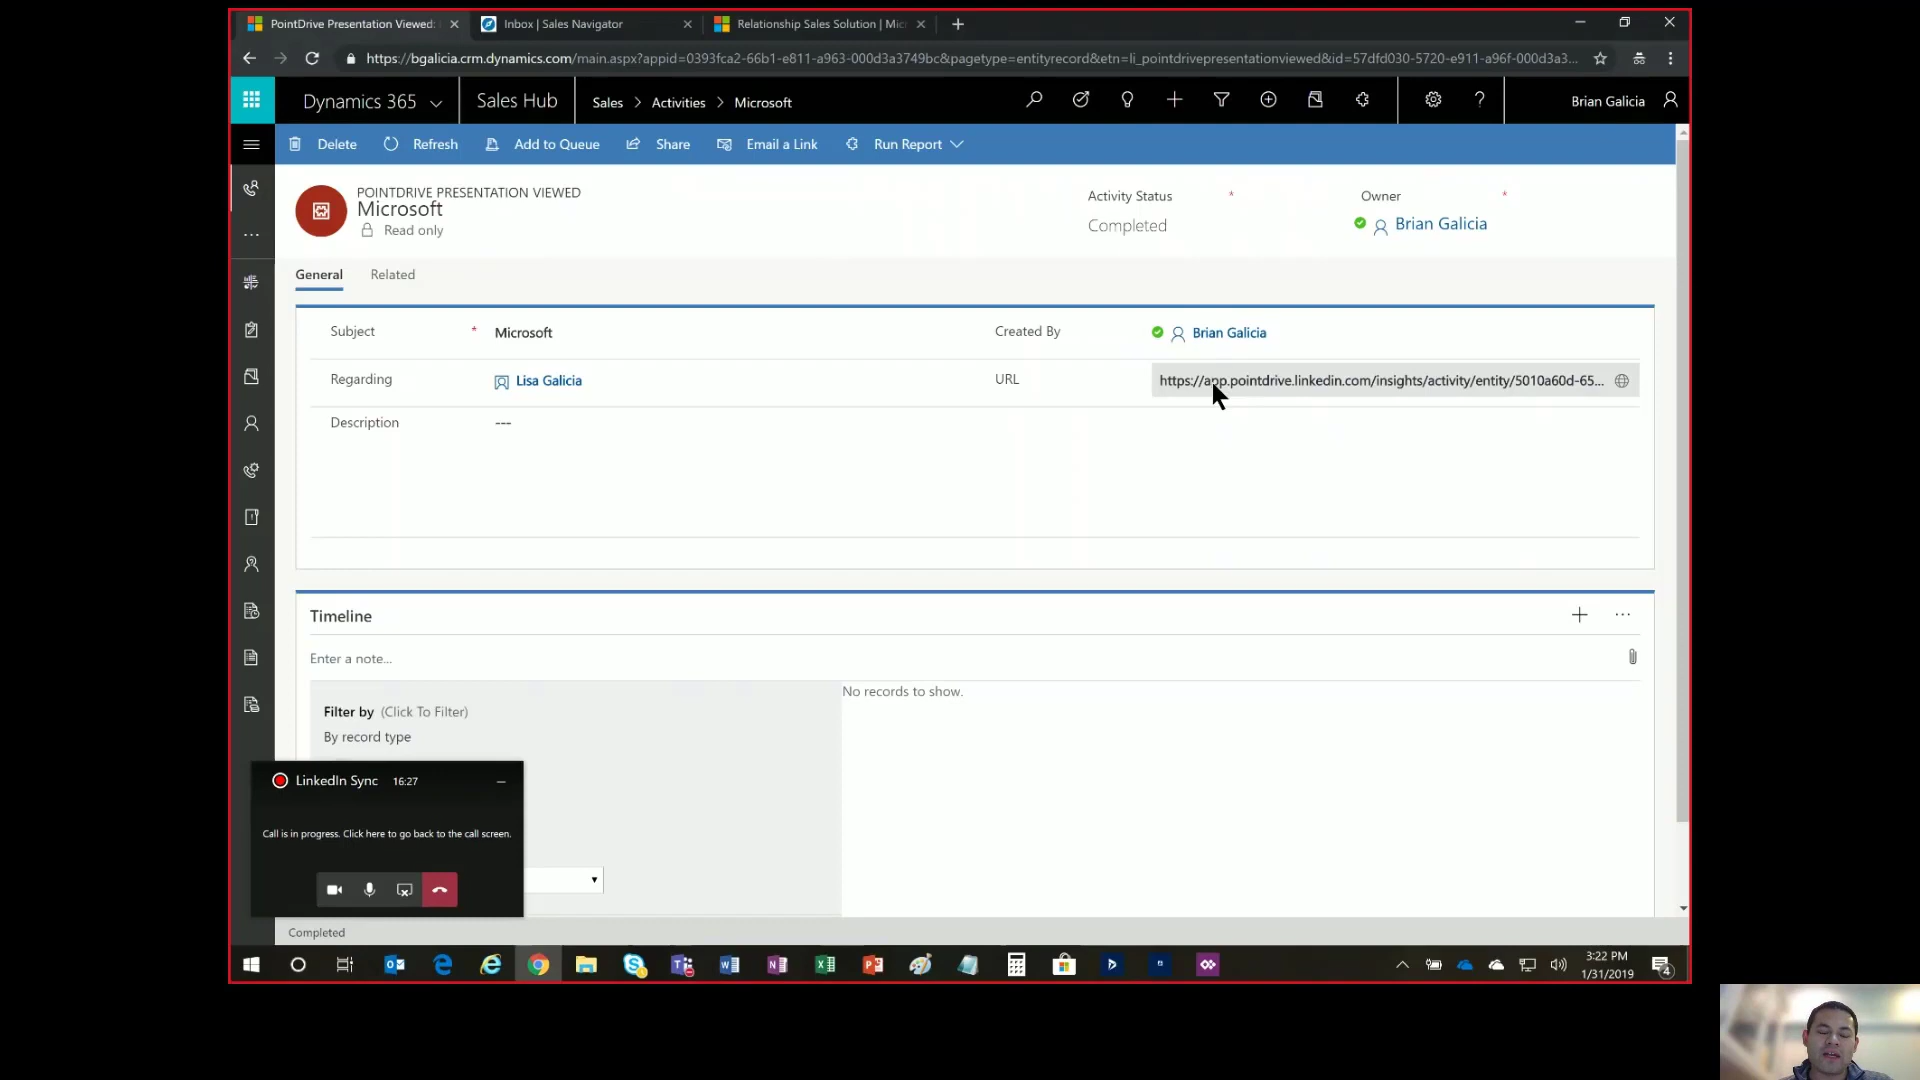 PointDrive Presentation Viewed:
Inbox | Sales Navigator
Relationship Sales Solution | Mic
https://bgalicia.crm.dynamics.com/main.aspx?appid=0393fca2-66b1-e811-a963-000d3a3749bc&pagetype=entityrecord&etn=li_pointdrivepresentationviewed&id=57dfd030-5720-e911-a96f-000d3a3...
Dynamics 365
Sales Hub
Sales > Activities > Microsoft
Brian Galicia
Delete
Refresh
Add to Queue
Share
Email a Link
Run Report
POINTDRIVE PRESENTATION VIEWED
Microsoft
Read only
Activity Status *
Completed
Owner *
Brian Galicia
General
Related
Subject * Microsoft
Created By Brian Galicia
Regarding Lisa Galicia
URL https://app.pointdrive.linkedin.com/insights/activity/entity/5010a60d-65...
Description ---
Timeline
Enter a note...
Filter by (Click To Filter)
By record type
No records to show.
LinkedIn Sync 16:27
Call is in progress. Click here to go back to the call screen.
Completed
3:22 PM
1/31/2019
4